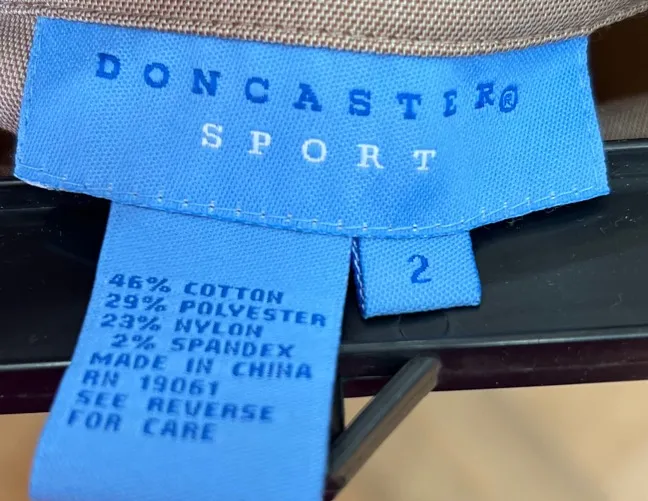 DONCASTER®
SPORT
2
46% COTTON
29% POLYESTER
23% NYLON
2% SPANDEX
MADE IN CHINA
RN 19061
SEE REVERSE
FOR CARE